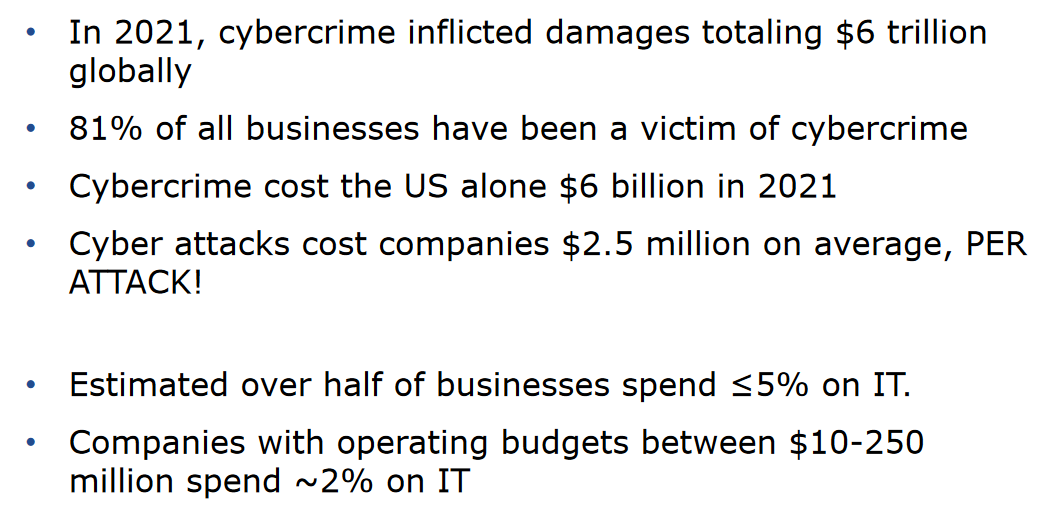 • In 2021, cybercrime inflicted damages totaling $6 trillion
globally
• 81% of all businesses have been a victim of cybercrime
• Cybercrime cost the US alone $6 billion in 2021
• Cyber attacks cost companies $2.5 million on average, PER
ATTACK!
• Estimated over half of businesses spend ≤5% on IT.
• Companies with operating budgets between $10-250
million spend ~2% on IT